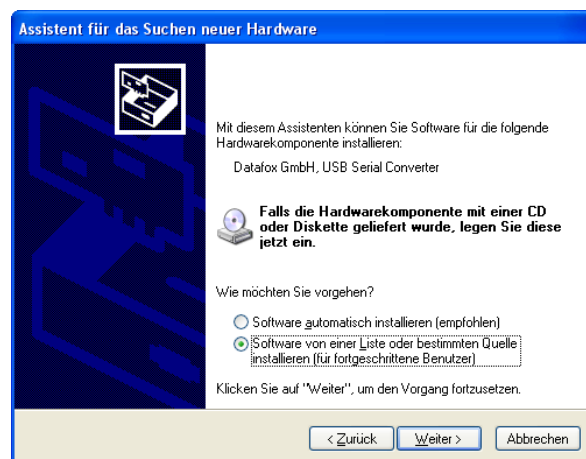 Assistent für das Suchen neuer Hardware
Mit diesem Assistenten können Sie Software für die folgende
Hardwarekomponente installieren:
Datafox GmbH, USB Serial Converter
Falls die Hardwarekomponente mit einer CD
oder Diskette geliefert wurde, legen Sie diese
jetzt ein.
Wie möchten Sie vorgehen?
Software automatisch installieren (empfohlen)
Software von einer Liste oder bestimmten Quelle
installieren (für fortgeschrittene Benutzer)
Klicken Sie auf "Weiter", um den Vorgang fortzusetzen.
< Zurück Weiter > Abbrechen